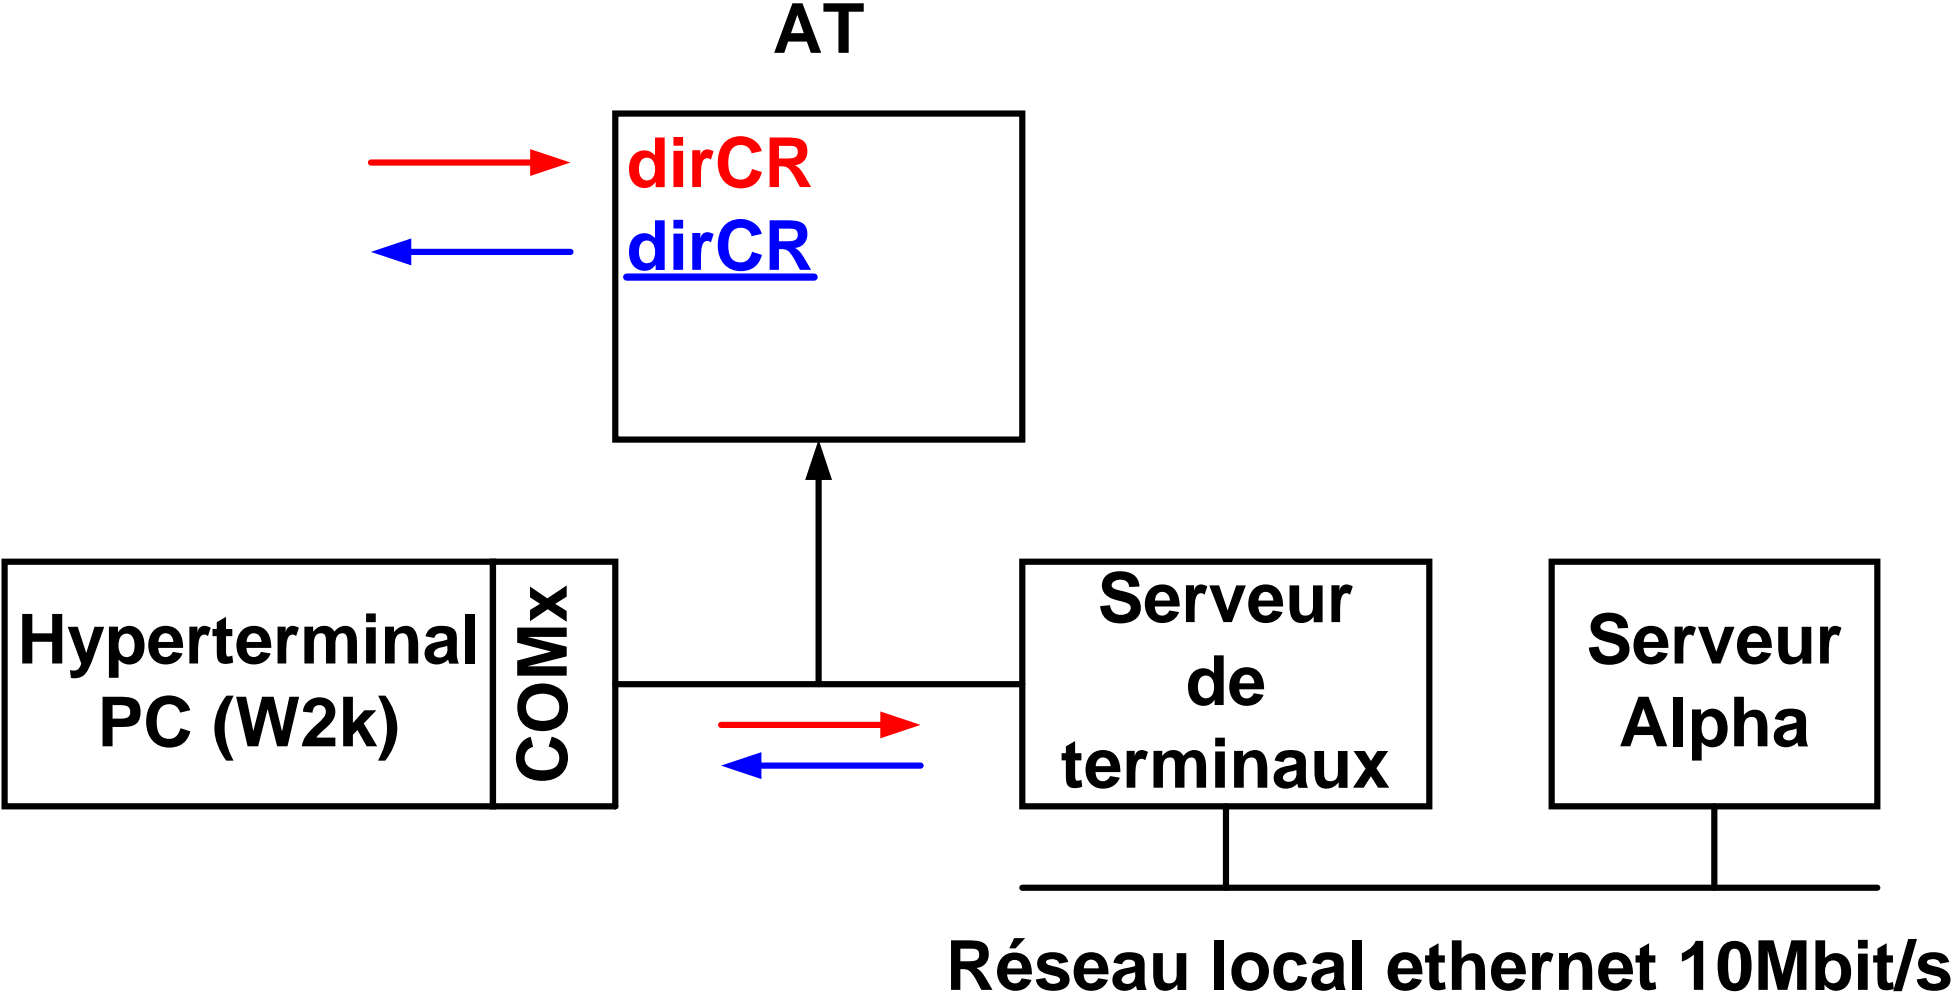 AT
dirCR
dirCR
Hyperterminal
PC (W2k)
COMx
Serveur
de
terminaux
Serveur
Alpha
Réseau local ethernet 10Mbit/s